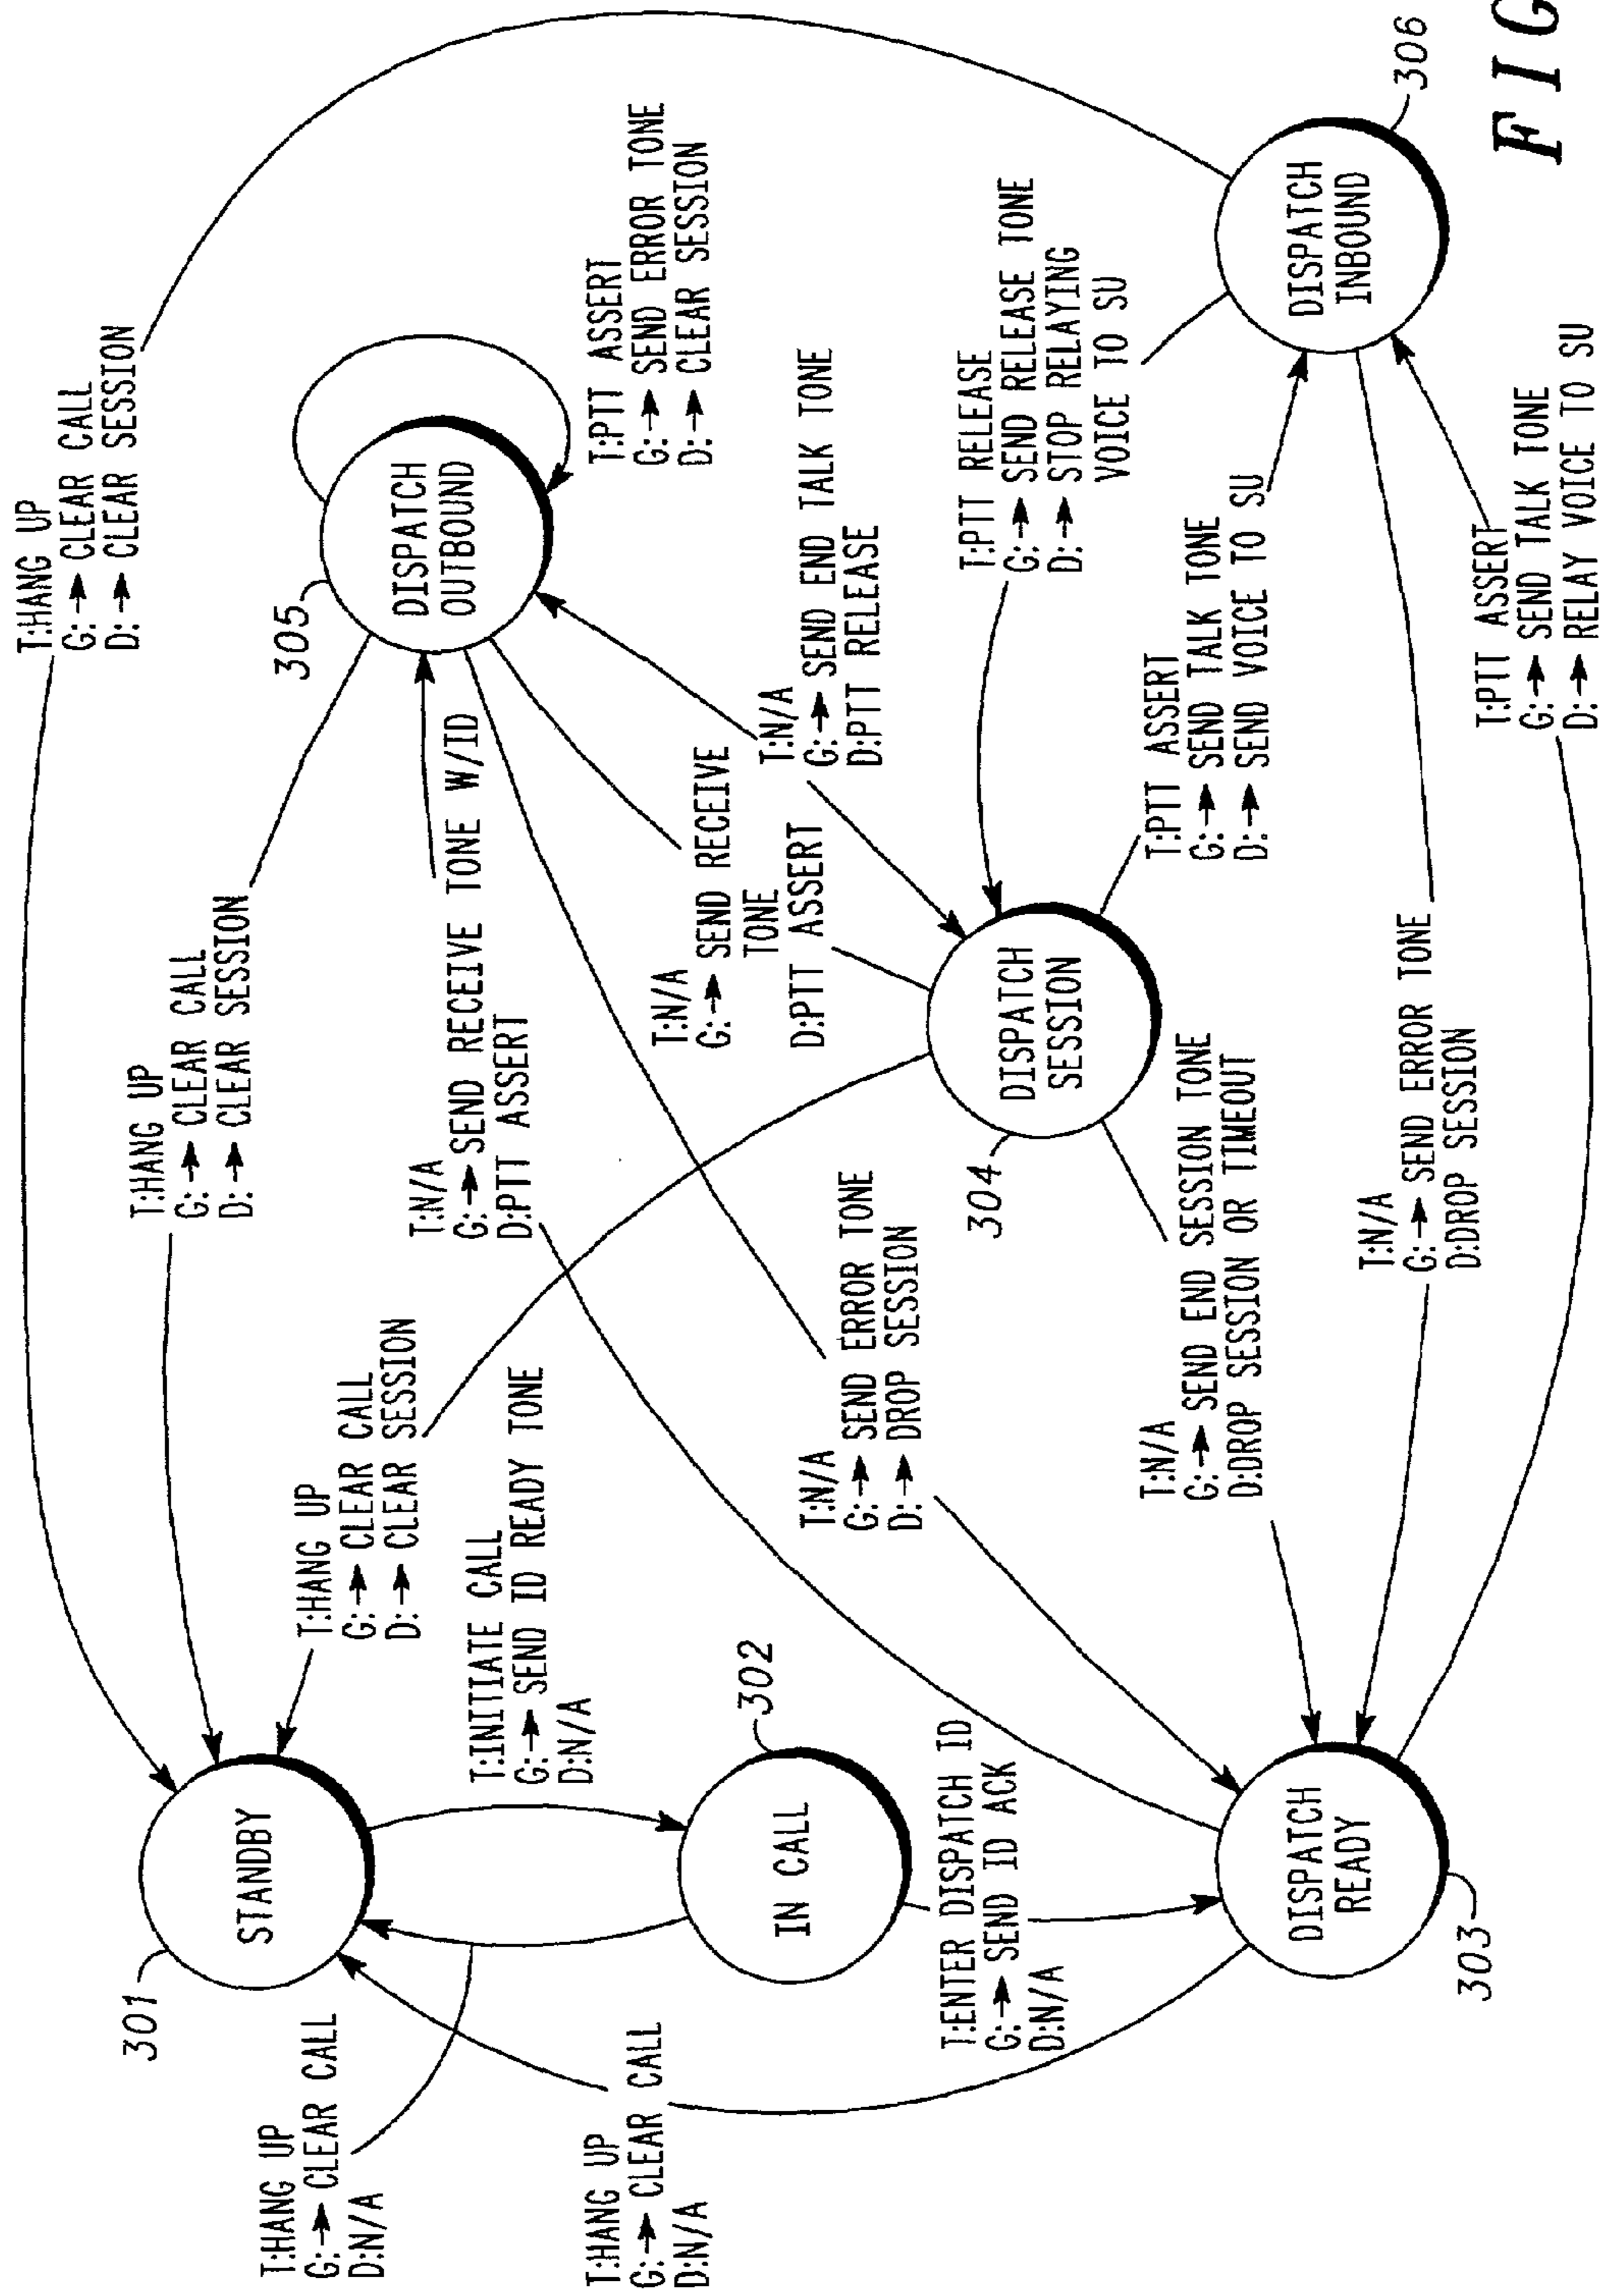 T:HANG UP
G:→ CLEAR CALL
D:→ CLEAR SESSION
T:HANG UP
G:→ CLEAR CALL
D:→ CLEAR SESSION
T:HANG UP
G:→ CLEAR CALL
D:→ CLEAR SESSION
301
STANDBY
T:HANG UP
G:→ CLEAR CALL
D:N/A
T:INITIATE CALL
G:→ SEND ID READY TONE
D:N/A
305
DISPATCH
OUTBOUND
T:PTT ASSERT
G:→ SEND ERROR TONE
D:→ CLEAR SESSION
T:N/A
G:→ SEND RECEIVE TONE W/ID
D:PTT ASSERT
T:N/A
G:→ SEND RECEIVE
TONE
D:PTT ASSERT
T:N/A
G:→ SEND END TALK TONE
D:PTT RELEASE
T:HANG UP
G:→ CLEAR CALL
D:N/A
302
IN CALL
T:N/A
G:→ SEND ERROR TONE
D:→ DROP SESSION
304
DISPATCH
SESSION
T:PTT RELEASE
G:→ SEND RELEASE TONE
D:→ STOP RELAYING
VOICE TO SU
T:ENTER DISPATCH ID
G:→ SEND ID ACK
D:N/A
T:N/A
G:→ SEND END SESSION TONE
D:DROP SESSION OR TIMEOUT
T:PTT ASSERT
G:→ SEND TALK TONE
D:→ SEND VOICE TO SU
303
DISPATCH
READY
T:N/A
G:→ SEND ERROR TONE
D:DROP SESSION
DISPATCH
INBOUND
306
T:PTT ASSERT
G:→ SEND TALK TONE
D:→ RELAY VOICE TO SU
FIG